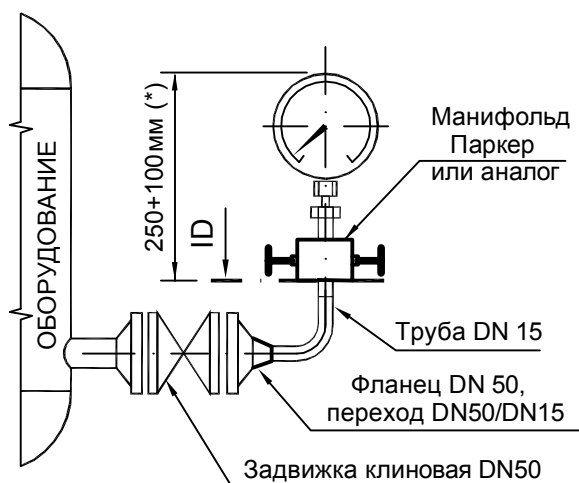 ОБОРУДОВАНИЕ
250+100мм (*)
ID
Манифольд
Паркер
или аналог
Труба DN 15
Фланец DN 50,
переход DN50/DN15
Задвижка клиновая DN50